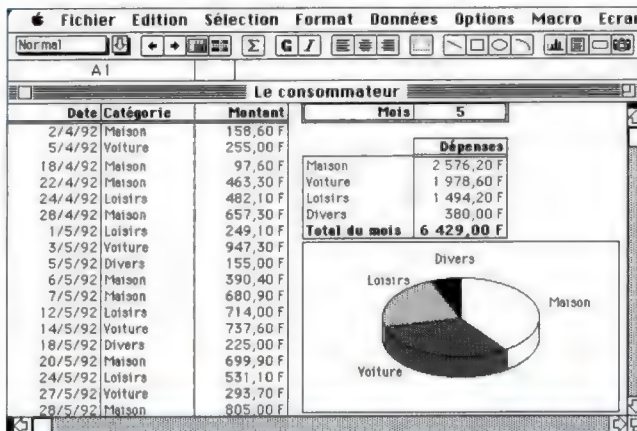 Fichier Edition Sélection Format Données Options Macro Ecran
Normal Σ G I
A1
Le consommateur
Date Catégorie Montant
2/4/92 Maison 158,60 F
5/4/92 Voiture 255,00 F
18/4/92 Maison 97,60 F
22/4/92 Maison 463,30 F
24/4/92 Loisirs 482,10 F
28/4/92 Maison 657,30 F
1/5/92 Loisirs 249,10 F
3/5/92 Voiture 947,30 F
5/5/92 Divers 155,00 F
6/5/92 Maison 390,40 F
7/5/92 Maison 680,90 F
12/5/92 Loisirs 714,00 F
14/5/92 Voiture 737,60 F
18/5/92 Divers 225,00 F
20/5/92 Maison 699,90 F
24/5/92 Loisirs 531,10 F
27/5/92 Voiture 293,70 F
28/5/92 Maison 805,00 F
Mois 5
Dépenses
Maison 2 576,20 F
Voiture 1 978,60 F
Loisirs 1 494,20 F
Divers 380,00 F
Total du mois 6 429,00 F
Divers
Loisirs
Maison
Voiture